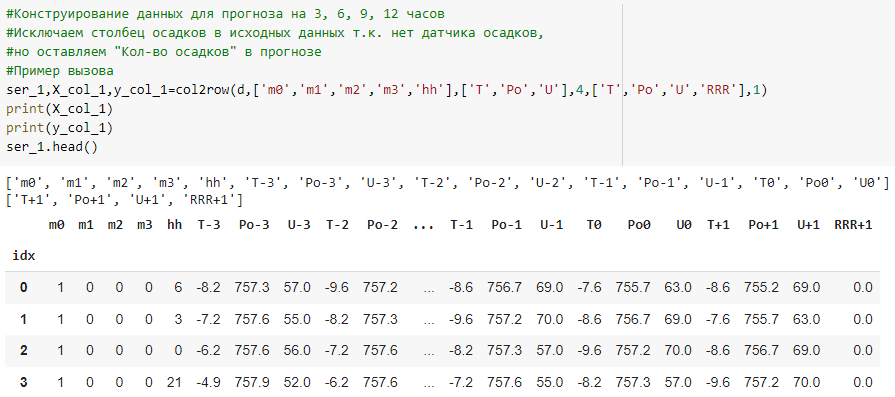 #Конструирование данных для прогноза на 3, 6, 9, 12 часов
#Исключаем столбец осадков в исходных данных т.к. нет датчика осадков,
#но оставляем "Кол-во осадков" в прогнозе
#Пример вызова
ser_1,X_col_1,y_col_1=col2row(d,['m0','m1','m2','m3','hh'],['T','Po','U'],4,['T','Po','U','RRR'],1)
print(X_col_1)
print(y_col_1)
ser_1.head()
['m0', 'm1', 'm2', 'm3', 'hh', 'T-3', 'Po-3', 'U-3', 'T-2', 'Po-2', 'U-2', 'T-1', 'Po-1', 'U-1', 'T0', 'Po0', 'U0']
['T+1', 'Po+1', 'U+1', 'RRR+1']
m0 m1 m2 m3 hh T-3 Po-3 U-3 T-2 Po-2 ... T-1 Po-1 U-1 T0 Po0 U0 T+1 Po+1 U+1 RRR+1
idx
0 1 0 0 0 6 -8.2 757.3 57.0 -9.6 757.2 ... -8.6 756.7 69.0 -7.6 755.7 63.0 -8.6 755.2 69.0 0.0
1 1 0 0 0 3 -7.2 757.6 55.0 -8.2 757.3 ... -9.6 757.2 70.0 -8.6 756.7 69.0 -7.6 755.7 63.0 0.0
2 1 0 0 0 0 -6.2 757.6 56.0 -7.2 757.6 ... -8.2 757.3 57.0 -9.6 757.2 70.0 -8.6 756.7 69.0 0.0
3 1 0 0 0 21 -4.9 757.9 52.0 -6.2 757.6 ... -7.2 757.6 55.0 -8.2 757.3 57.0 -9.6 757.2 70.0 0.0